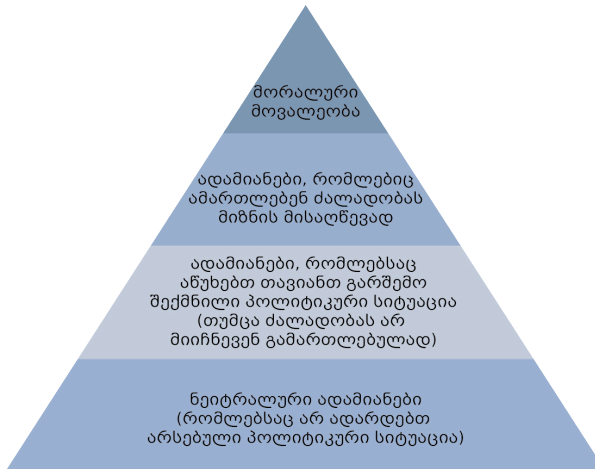 მორალური
მოვალეობა
ადამიანები, რომლებიც
ამართლებენ ძალადობას
მიზნის მისაღწევად
ადამიანები, რომლებსაც
აწუხებთ თავიანთ გარშემო
შექმნილი პოლიტიკური სიტუაცია
(თუმცა ძალადობას არ
მიიჩნევენ გამართლებულად)
ნეიტრალური ადამიანები
(რომლებსაც არ ადარდებთ
არსებული პოლიტიკური სიტუაცია)